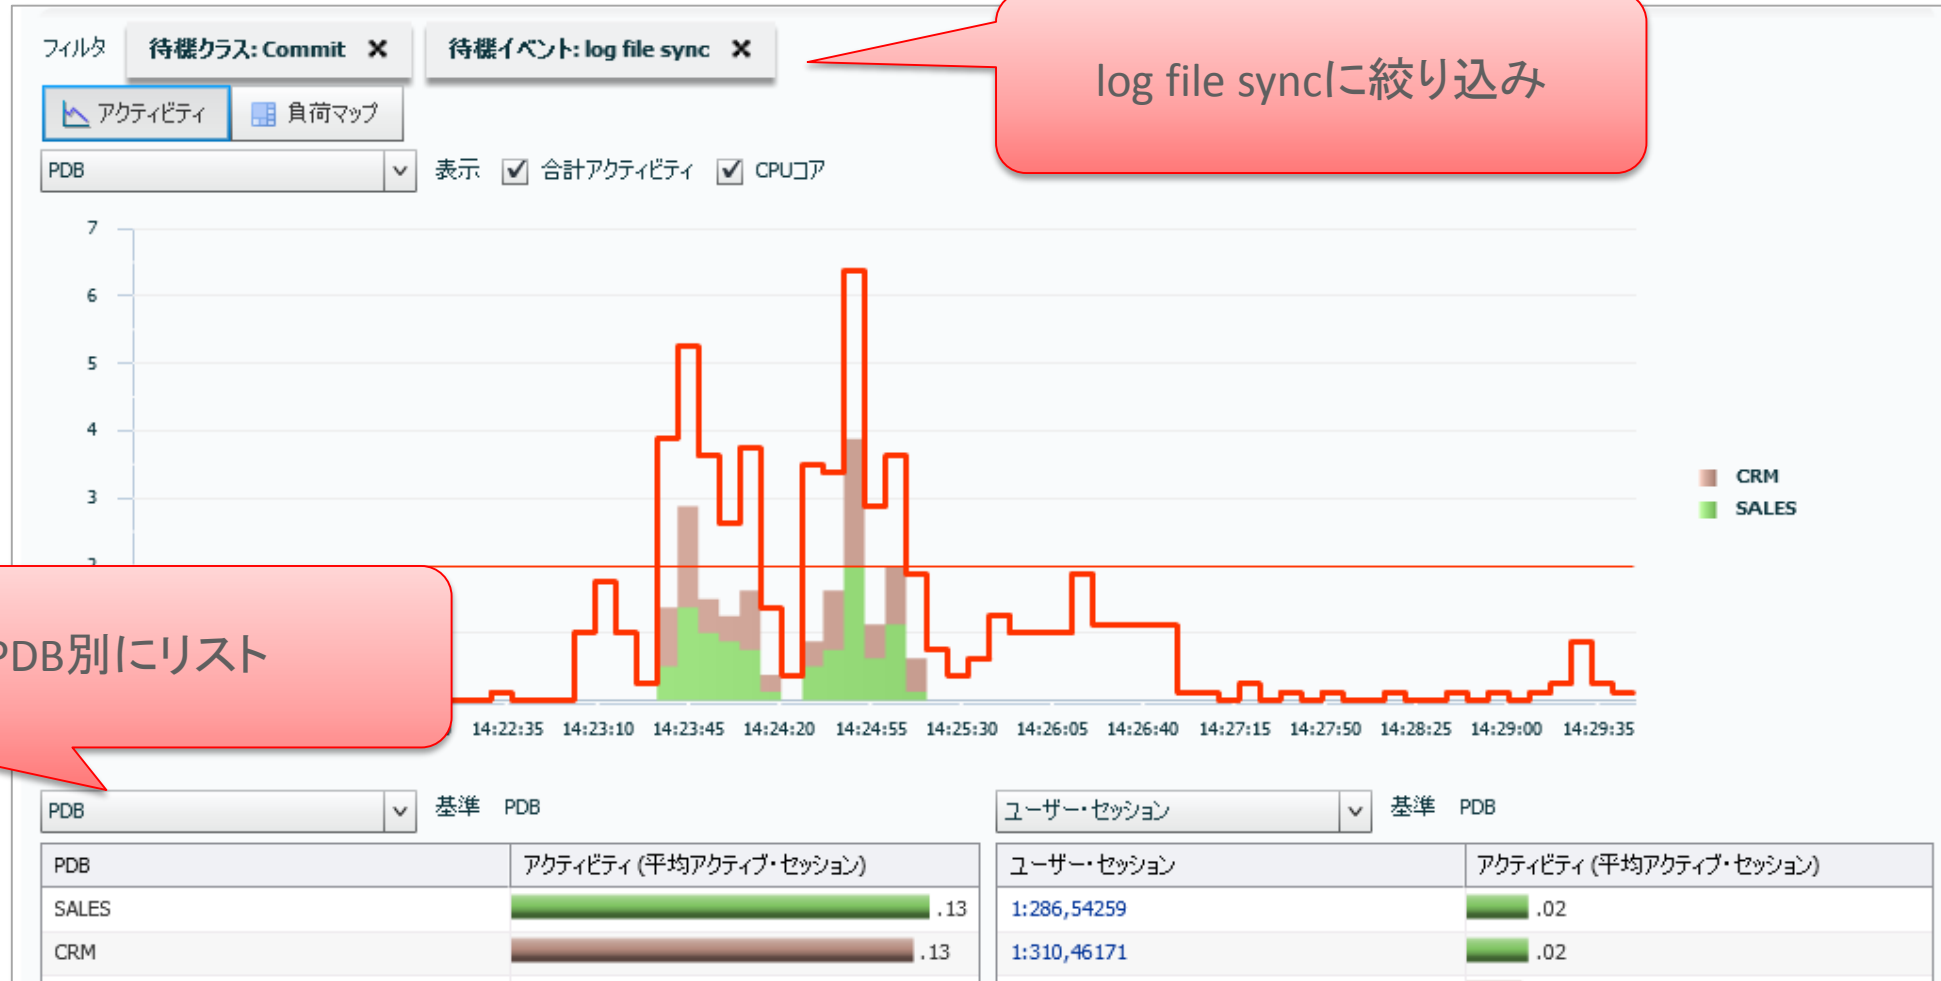 フィルタ 待機クラス: Commit ✕ 待機イベント: log file sync ✕
log file syncに絞り込み
アクティビティ 負荷マップ
PDB 表示 合計アクティビティ CPUコア
7
6
5
4
3
2
CRM
SALES
PDB別にリスト
14:22:35 14:23:10 14:23:45 14:24:20 14:24:55 14:25:30 14:26:05 14:26:40 14:27:15 14:27:50 14:28:25 14:29:00 14:29:35
PDB 基準 PDB
ユーザー・セッション 基準 PDB
PDB アクティビティ (平均アクティブ・セッション)
SALES .13
CRM .13
ユーザー・セッション アクティビティ (平均アクティブ・セッション)
1:286,54259 .02
1:310,46171 .02